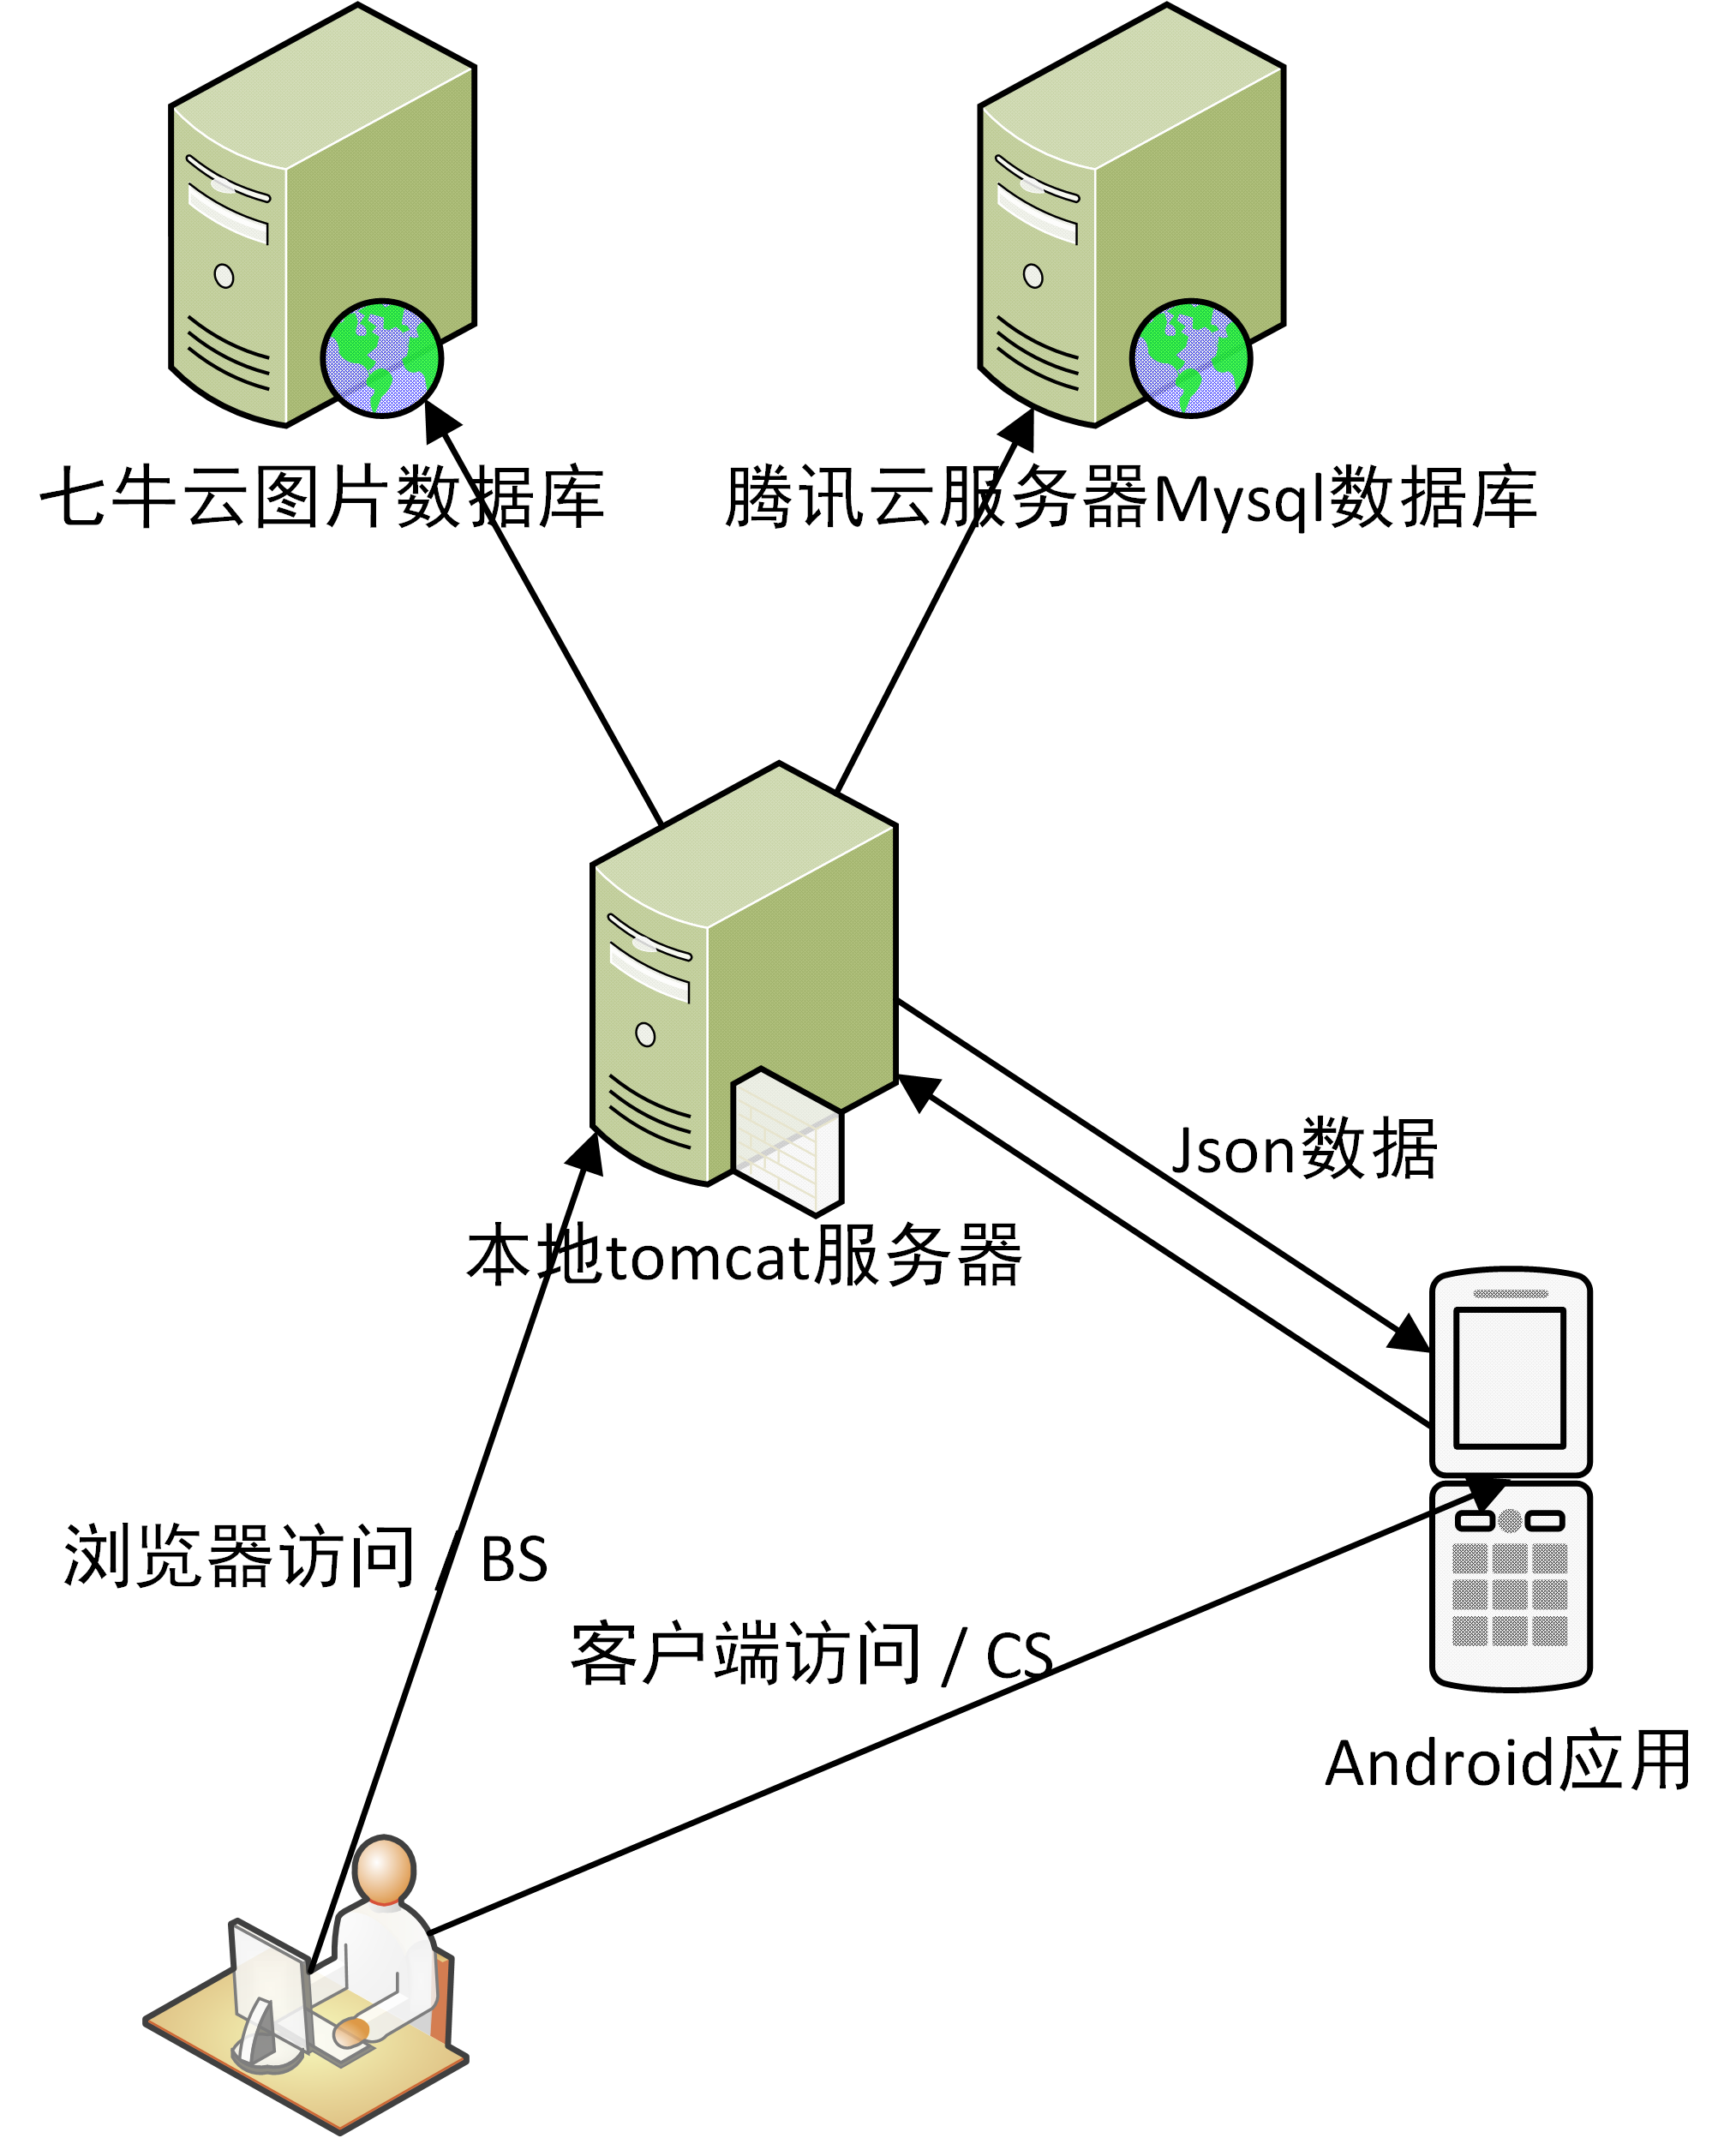 七牛云图片数据库
腾讯云服务器Mysql数据库
Json数据
本地tomcat服务器
浏览器访问 / BS
客户端访问 / CS
Android应用